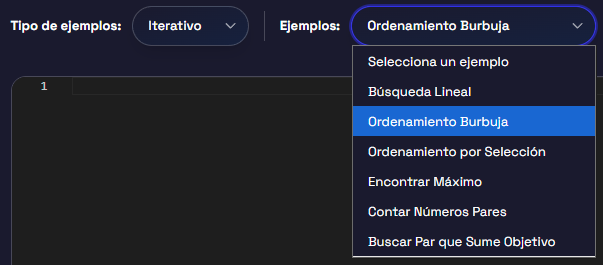 Tipo de ejemplos: Iterativo Ejemplos: Ordenamiento Burbuja
Selecciona un ejemplo
1
Búsqueda Lineal
Ordenamiento Burbuja
Ordenamiento por Selección
Encontrar Máximo
Contar Números Pares
Buscar Par que Sume Objetivo